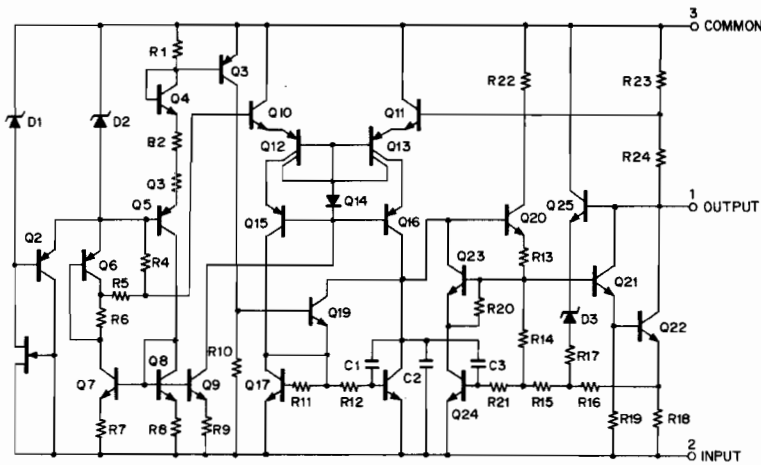 3
COMMON
R1
Q3
Q4
R22
R23
Q10
Q11
D1
D2
R2
Q12
Q13
R24
Q3
Q14
Q25
1
OUTPUT
Q5
Q15
Q16
Q20
Q2
Q6
R4
Q23
R13
R5
Q21
R6
Q19
R20
D3
Q22
R14
R10
C1
C2
C3
R17
Q7
Q8
Q9
Q17
R11
R12
Q24
R21
R15
R16
R7
R8
R9
R19
R18
2
INPUT